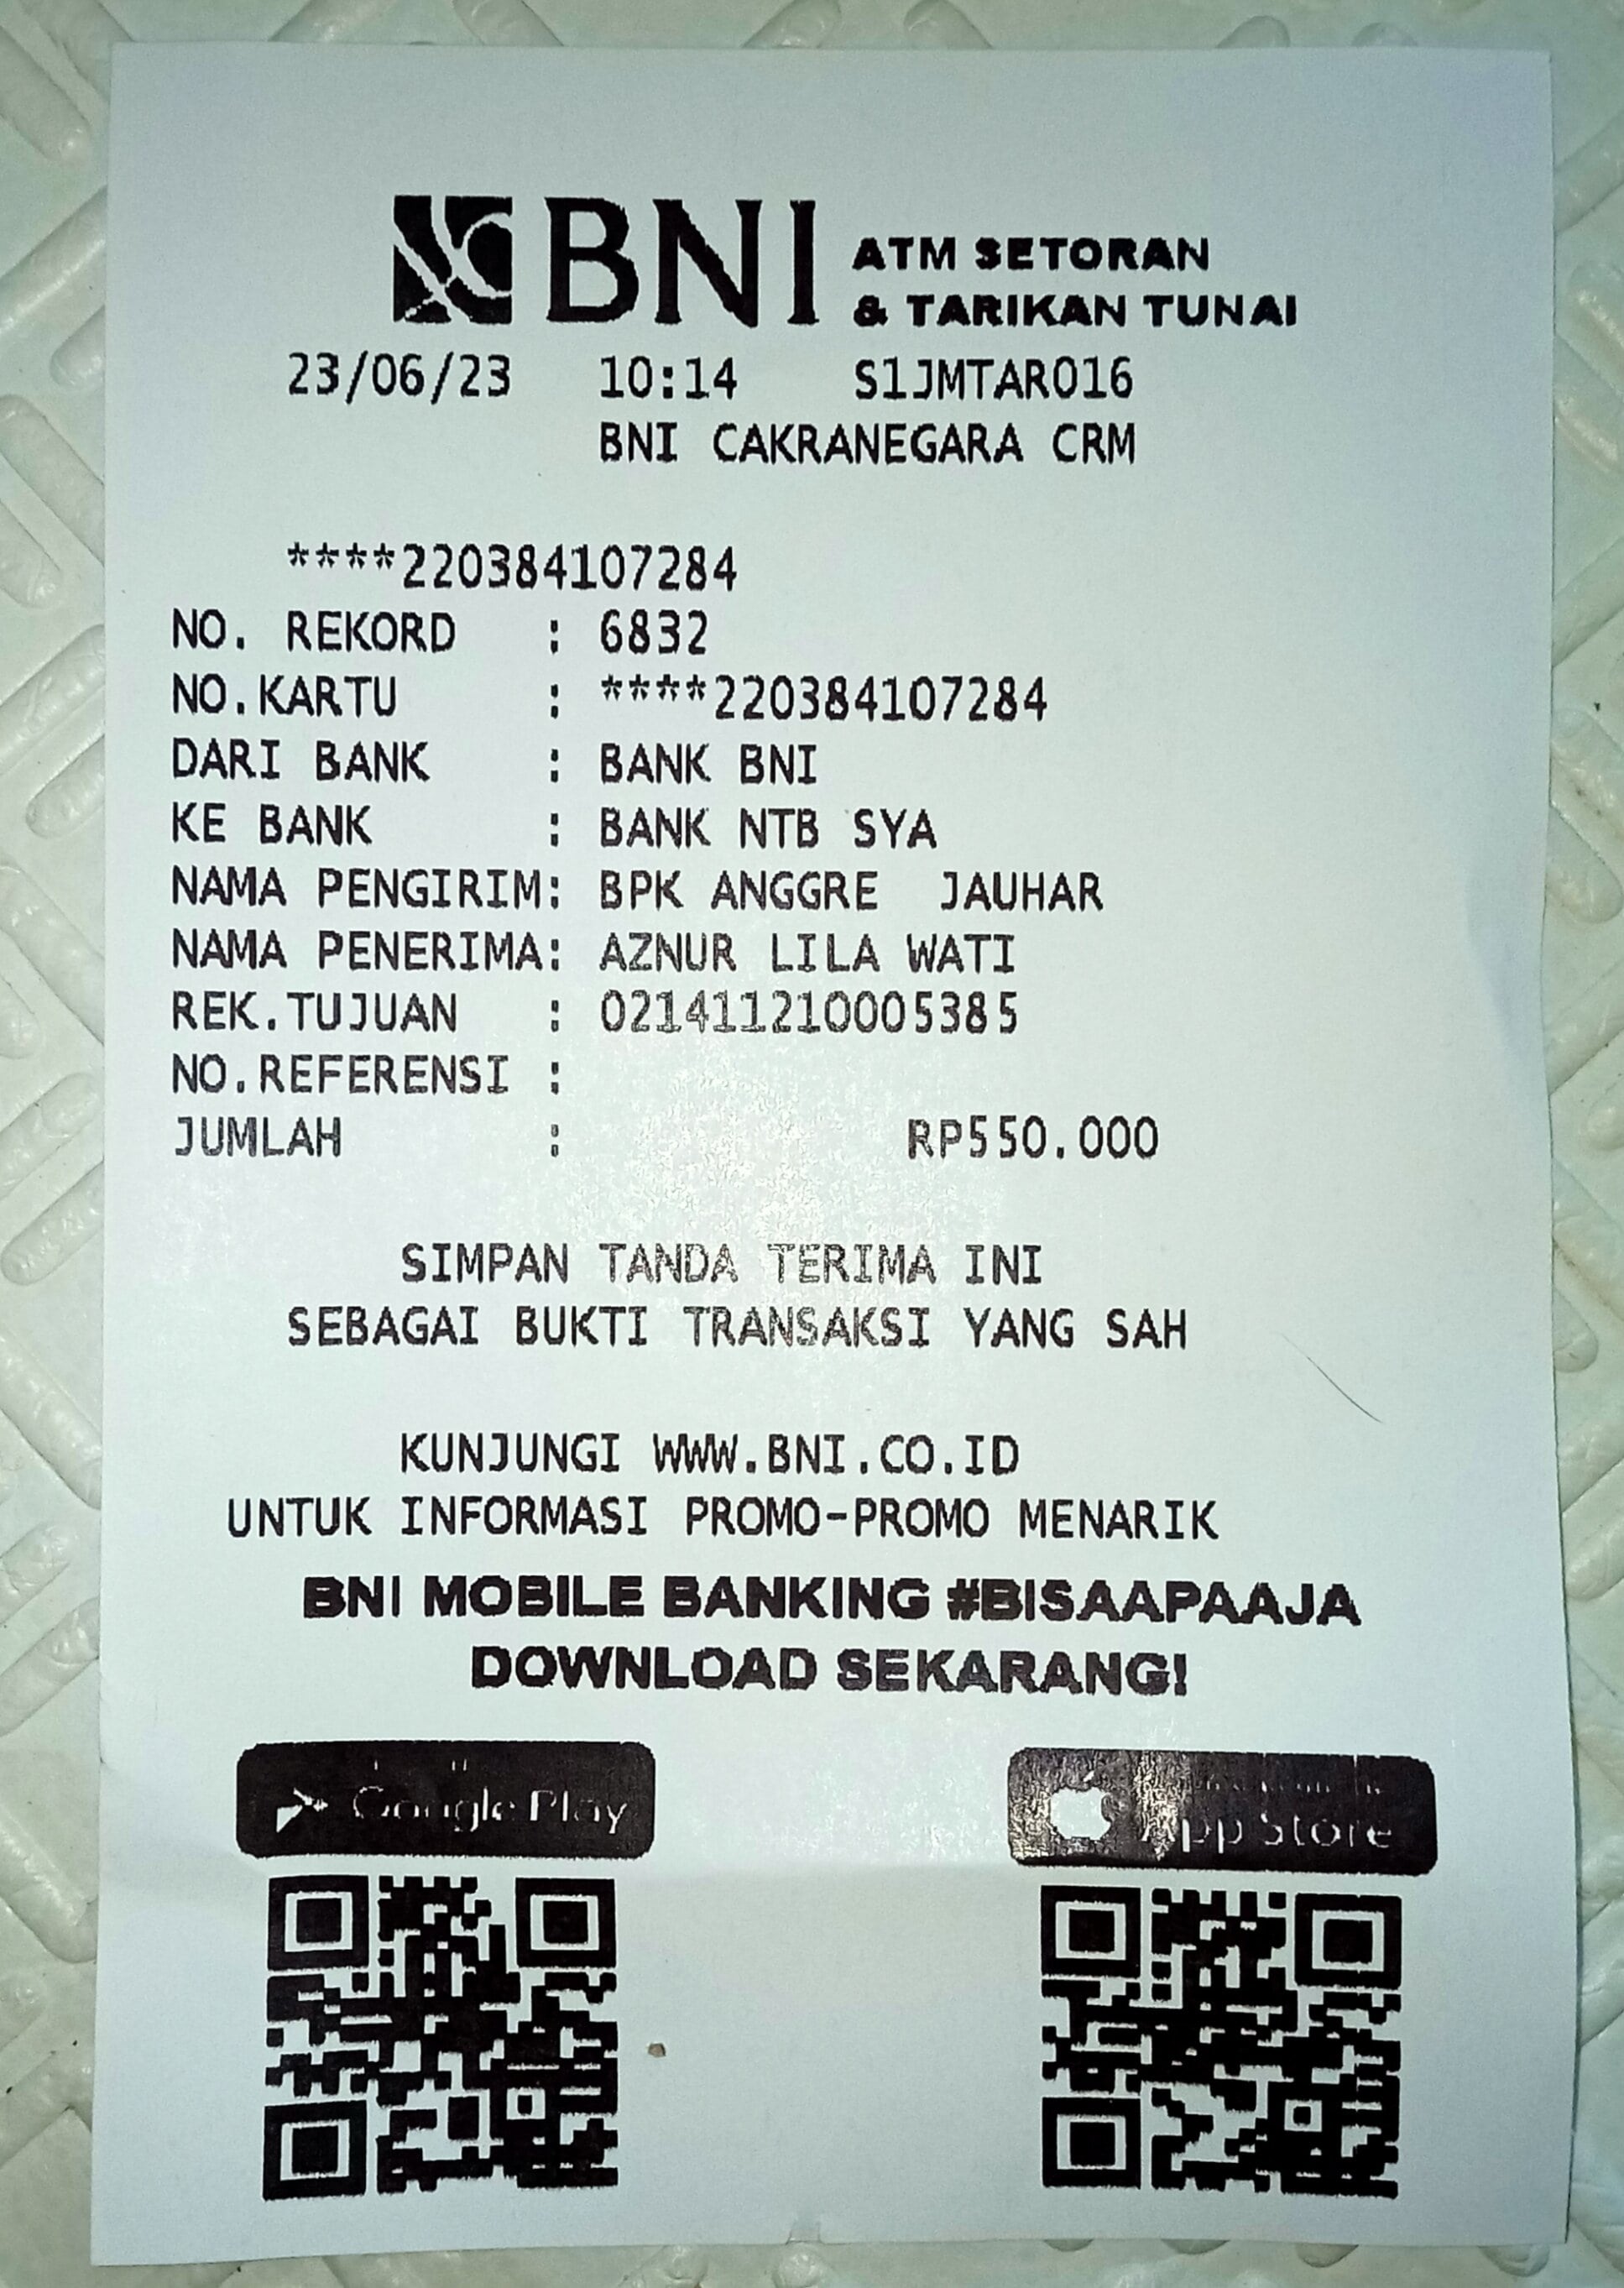 BNI ATM SETORAN
& TARIKAN TUNAI
23/06/23 10:14 S1JMTAR016
BNI CAKRANEGARA CRM
****220384107284
NO. REKORD : 6832
NO.KARTU : ****220384107284
DARI BANK : BANK BNI
KE BANK : BANK NTB SYA
NAMA PENGIRIM: BPK ANGGRE JAUHAR
NAMA PENERIMA: AZNUR LILA WATI
REK.TUJUAN : 021411210005385
NO.REFERENSI :
JUMLAH : RP550.000
SIMPAN TANDA TERIMA INI
SEBAGAI BUKTI TRANSAKSI YANG SAH
KUNJUNGI WWW.BNI.CO.ID
UNTUK INFORMASI PROMO-PROMO MENARIK
BNI MOBILE BANKING #BISAAPAAJA
DOWNLOAD SEKARANG!
Google Play
App Store